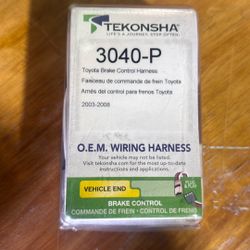 TEKONSHA
LIFE'S A JOURNEY. STOP OFTEN.
3040-P
Toyota Brake Control Harness
Faisceau de commande de frein Toyota
Arnés del control para frenos Toyota
2003-2008
O.E.M. WIRING HARNESS
Your vehicle may not be listed.
Visit tekonsha.com for the most up-to-date
instructions and applications.
VEHICLE END
BRAKE CONTROL
COMMANDE DE FREIN • CONTROL DE FRENO